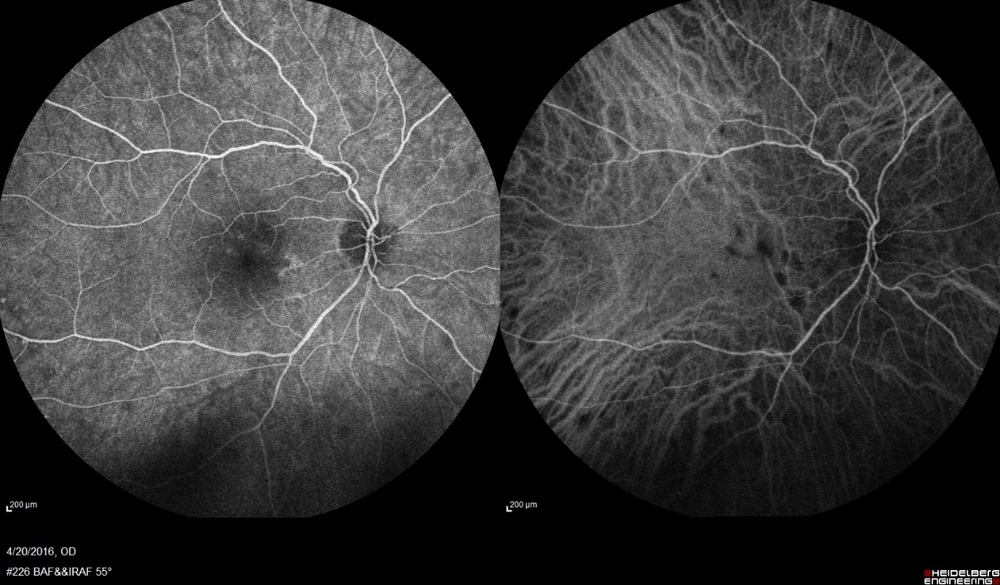 200 µm
200 µm
4/20/2016, OD
#226 BAF&&IRAF 55°
HEIDELBERG
ENGINEERING